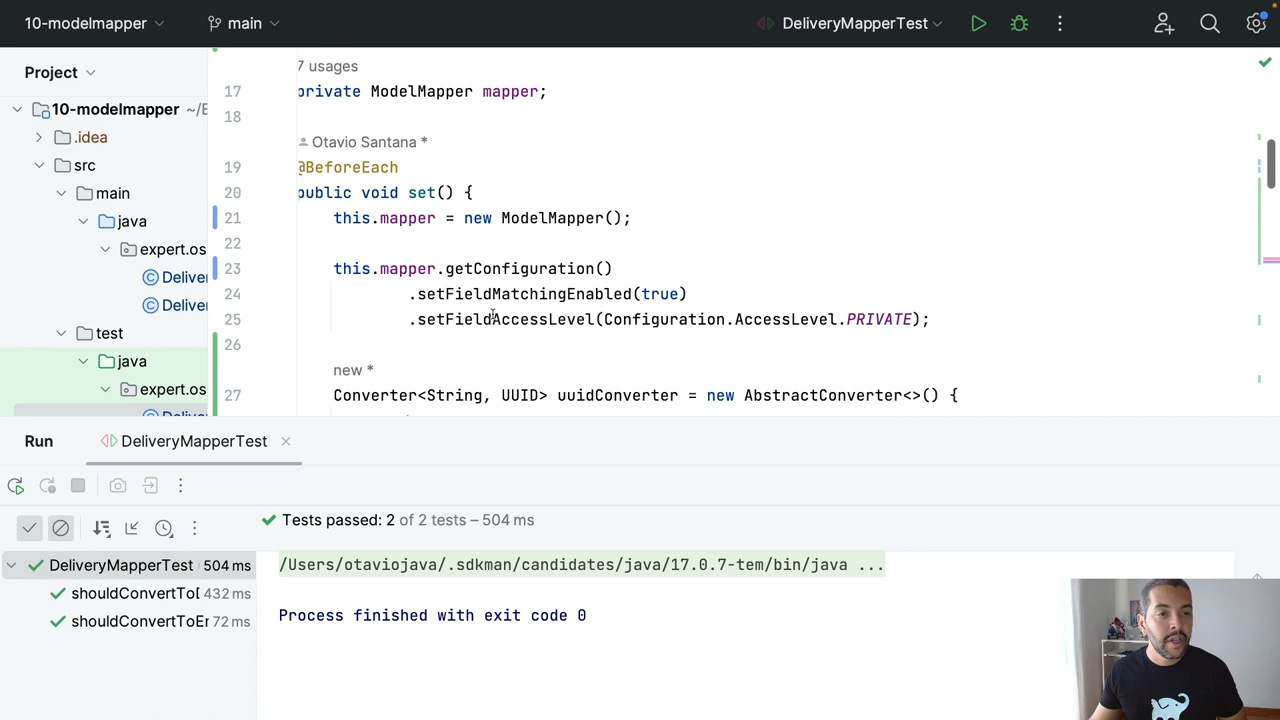 10-modelmapper
main
DeliveryMapperTest
Project
10-modelmapper ~/E
.idea
src
main
java
expert.os
Deliver
Deliver
test
java
expert.os
7 usages
17 private ModelMapper mapper;
18
Otavio Santana *
19 @BeforeEach
20 public void set() {
21 this.mapper = new ModelMapper();
22
23 this.mapper.getConfiguration()
24 .setFieldMatchingEnabled(true)
25 .setFieldAccessLevel(Configuration.AccessLevel.PRIVATE);
26
new *
27 Converter<String, UUID> uuidConverter = new AbstractConverter<>() {
Run
DeliveryMapperTest
Tests passed: 2 of 2 tests – 504 ms
DeliveryMapperTest 504 ms
shouldConvertToD 432 ms
shouldConvertToEr 72 ms
/Users/otaviojava/.sdkman/candidates/java/17.0.7-tem/bin/java ...
Process finished with exit code 0